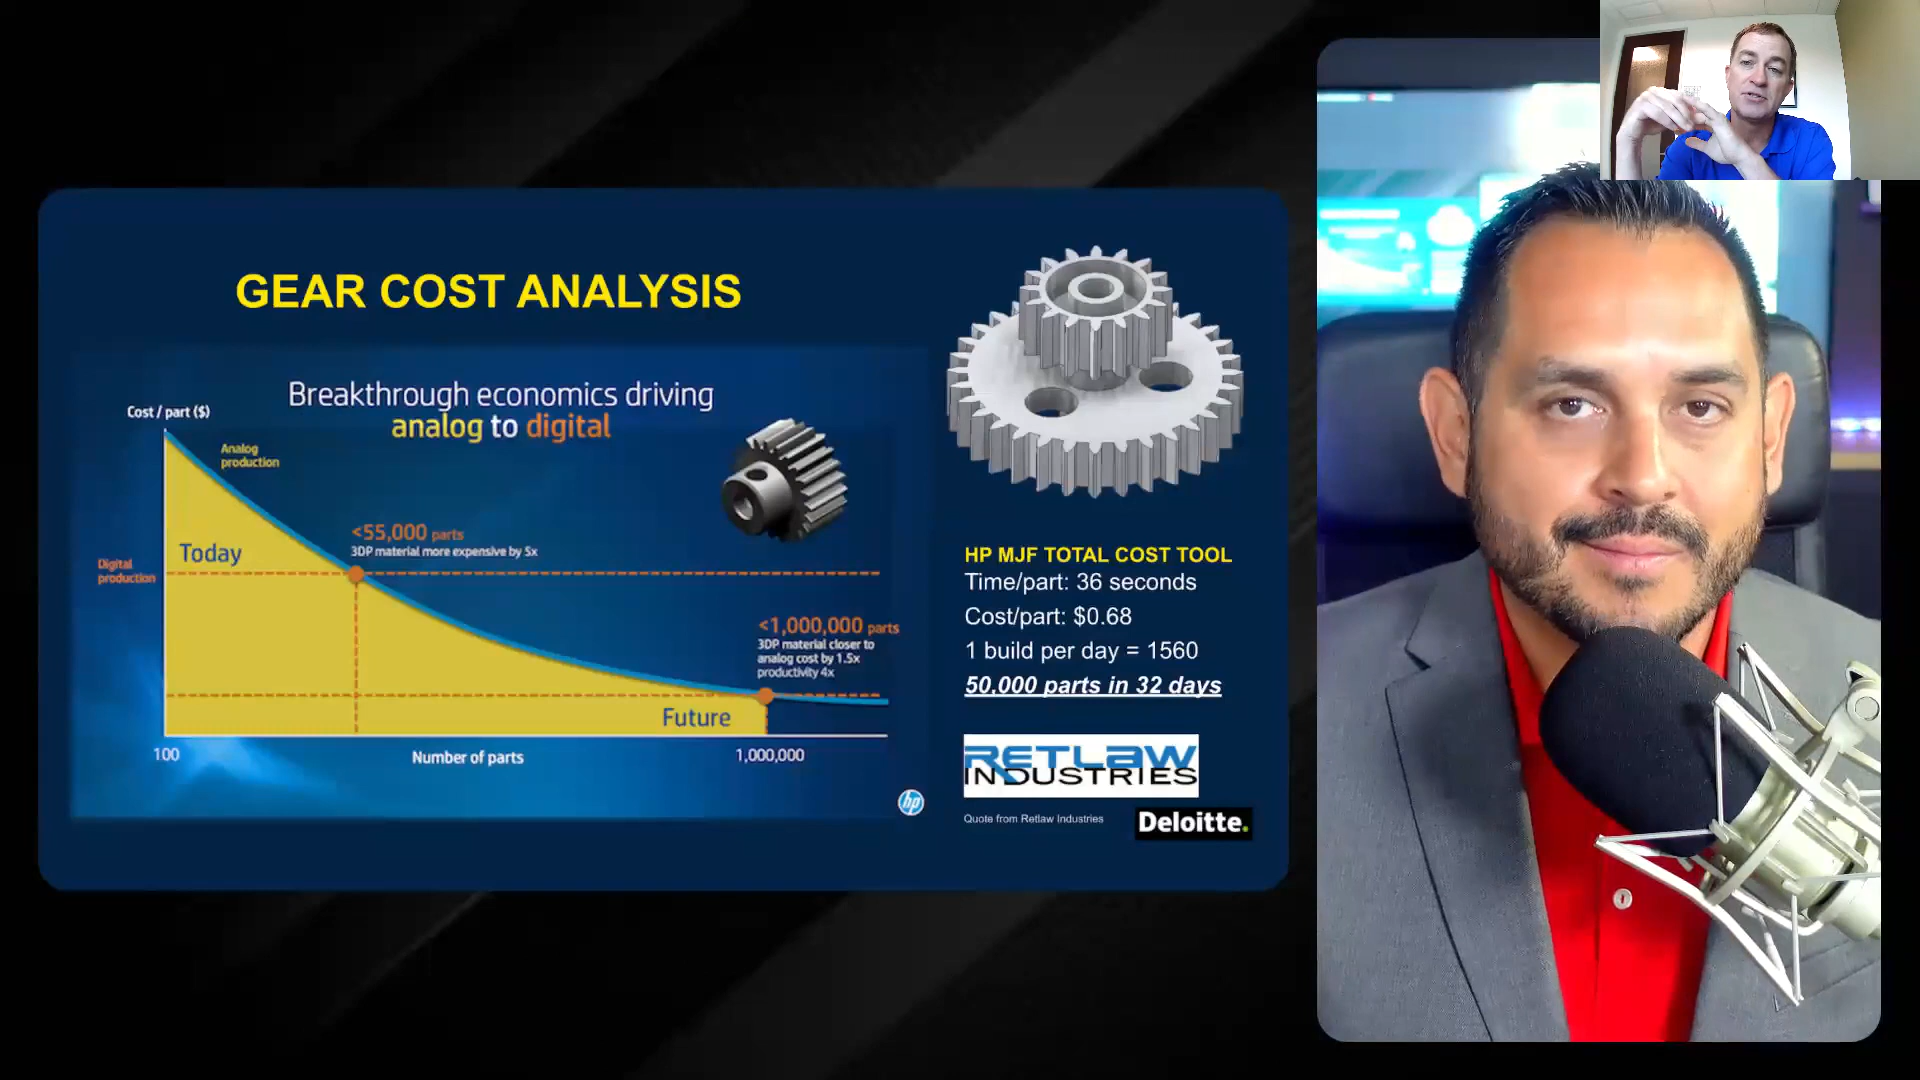 GEAR COST ANALYSIS
Breakthrough economics driving
analog to digital
Cost / part ($)
Analog
production
<55,000 parts
3DP material more expensive by 5x
Today
Digital
production
<1,000,000 parts
3DP material closer to
analog cost by 1.5x
productivity 4x
Future
100
Number of parts
1,000,000
hp
HP MJF TOTAL COST TOOL
Time/part: 36 seconds
Cost/part: $0.68
1 build per day = 1560
50,000 parts in 32 days
RETLAW
INDUSTRIES
Quote from Retlaw Industries
Deloitte.